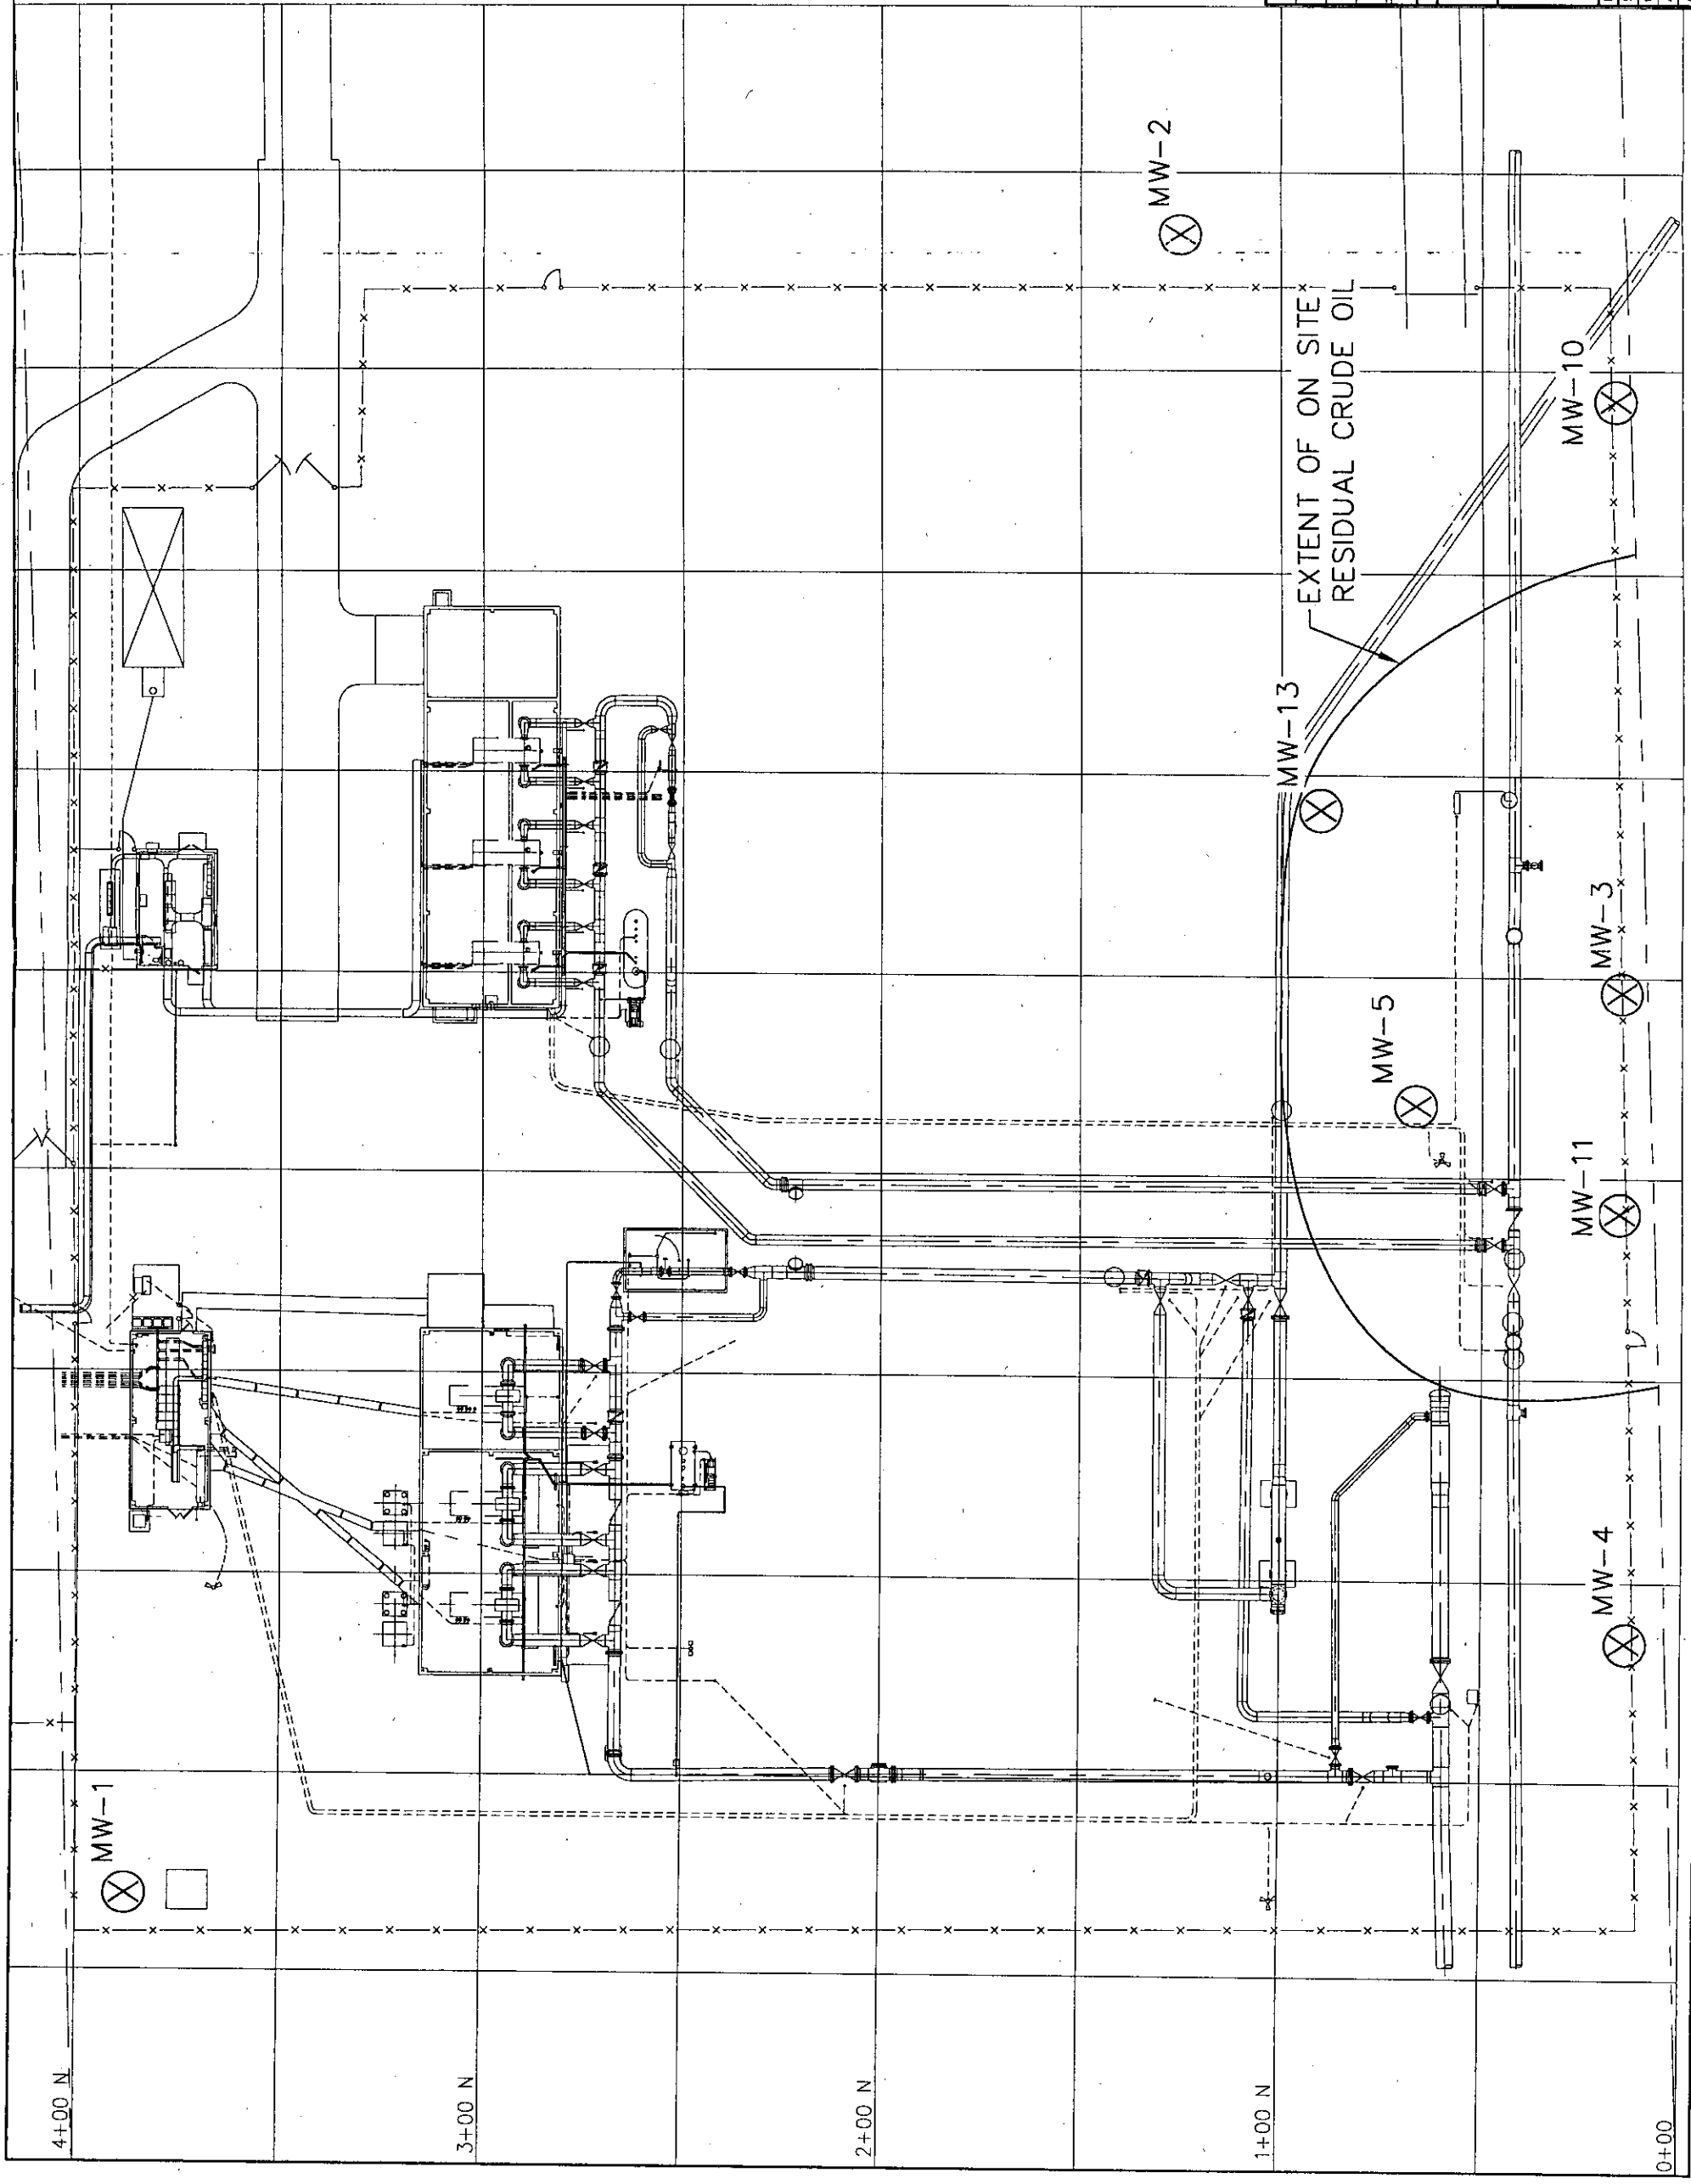 4+00 N
3+00 N
2+00 N
1+00 N
0+00
MW-1
MW-2
EXTENT OF ON SITE
RESIDUAL CRUDE OIL
MW-13
MW-10
MW-3
MW-5
MW-11
MW-4